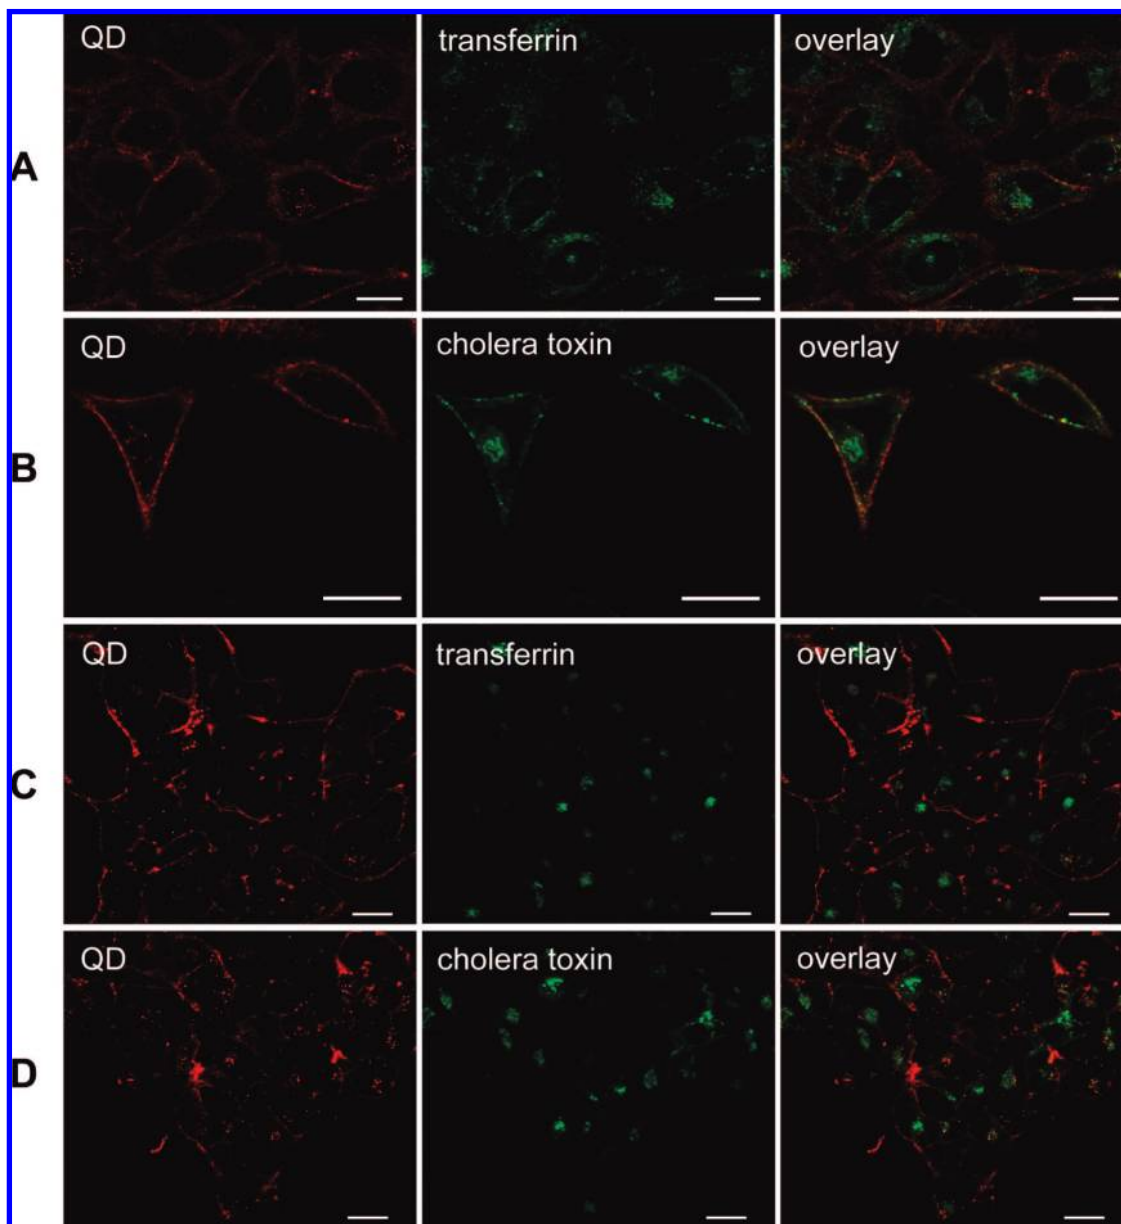 QD transferrin overlay
A
QD cholera toxin overlay
B
QD transferrin overlay
C
QD cholera toxin overlay
D